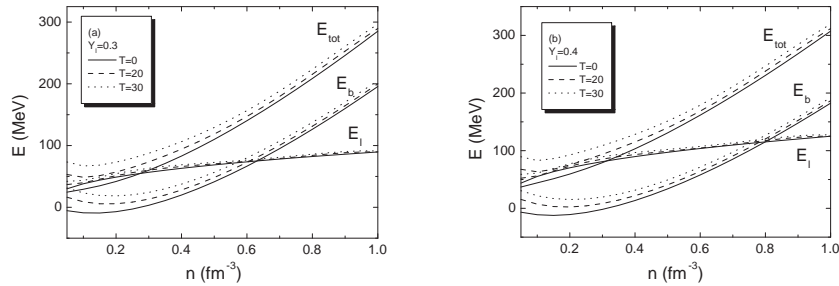 (a)
Y_l=0.3
T=0
T=20
T=30
E_tot
E_b
E_l
E (MeV)
300
200
100
0
0.2
0.4
0.6
0.8
1.0
n (fm^-3)
(b)
Y_l=0.4
T=0
T=20
T=30
E_tot
E_b
E_l
E (MeV)
300
200
100
0
0.2
0.4
0.6
0.8
1.0
n (fm^-3)